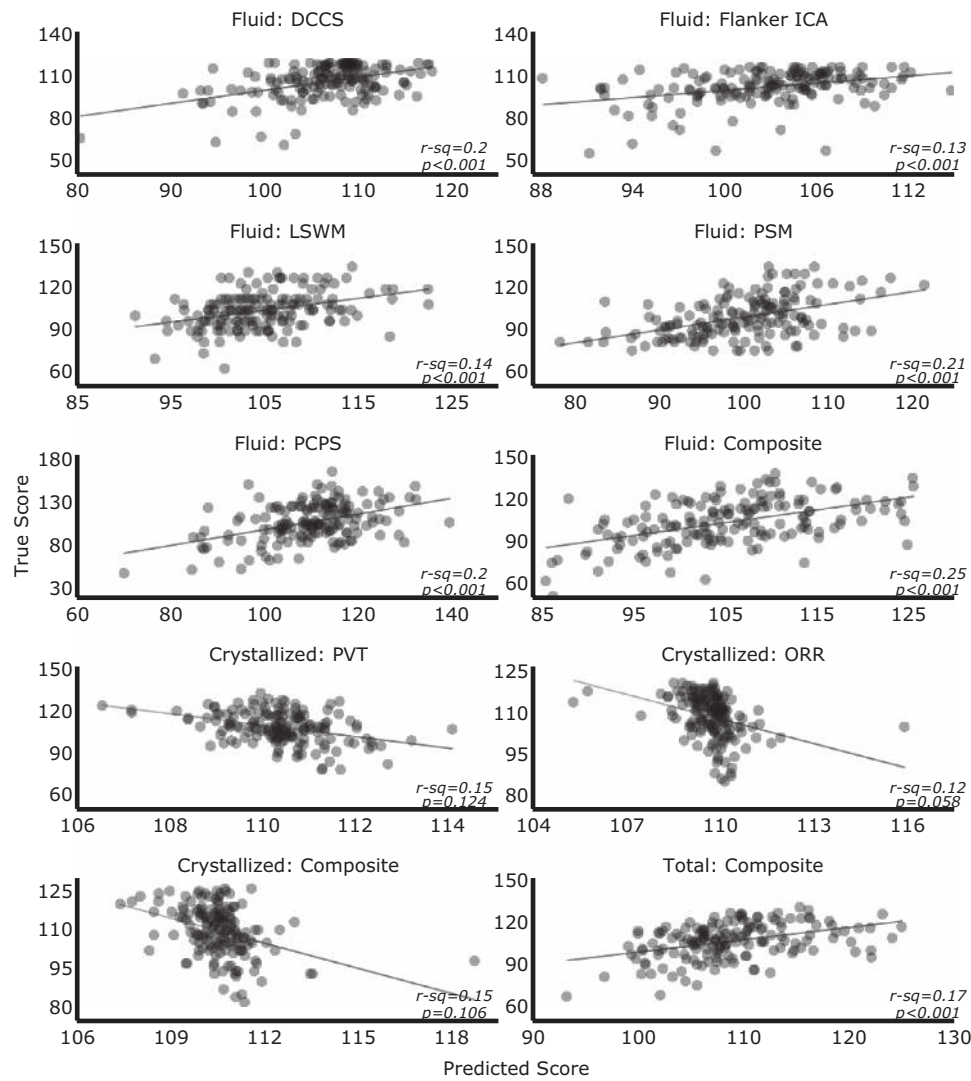 Fluid: DCCS
140
110
80
50
r-sq=0.2
p<0.001
80 90 100 110 120
Fluid: Flanker ICA
140
110
80
50
r-sq=0.13
p<0.001
88 94 100 106 112
Fluid: LSWM
150
120
90
60
r-sq=0.14
p<0.001
85 95 105 115 125
Fluid: PSM
150
120
90
60
r-sq=0.21
p<0.001
80 90 100 110 120
Fluid: PCPS
180
130
80
30
r-sq=0.2
p<0.001
60 80 100 120 140
Fluid: Composite
150
120
90
60
r-sq=0.25
p<0.001
85 95 105 115 125
True Score
Crystallized: PVT
150
120
90
60
r-sq=0.15
p=0.124
106 108 110 112 114
Crystallized: ORR
125
110
95
80
r-sq=0.12
p=0.058
104 107 110 113 116
Crystallized: Composite
125
110
95
80
r-sq=0.15
p=0.106
106 108 110 112 114 116 118
Total: Composite
150
120
90
60
r-sq=0.17
p<0.001
90 100 110 120 130
Predicted Score